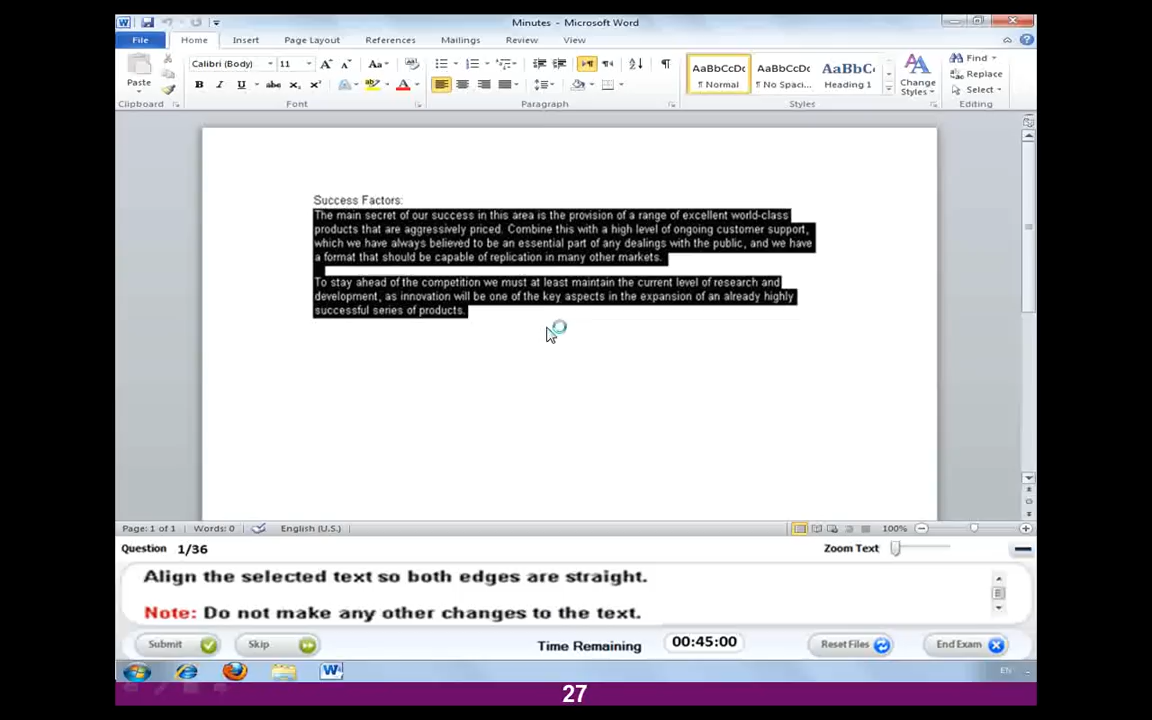 Minutes - Microsoft Word
File Home Insert Page Layout References Mailings Review View
Calibri (Body) 11 Aa
Paste
B I U abc x₂ x² A
AaBbCcDc AaBbCcDc AaBbC
¶ Normal ¶ No Spaci... Heading 1
Change Styles
Find
Replace
Select
Clipboard Font Paragraph Styles Editing
Success Factors:
The main secret of our success in this area is the provision of a range of excellent world-class
products that are aggressively priced. Combine this with a high level of ongoing customer support,
which we have always believed to be an essential part of any dealings with the public, and we have
a format that should be capable of replication in many other markets.
To stay ahead of the competition we must at least maintain the current level of research and
development, as innovation will be one of the key aspects in the expansion of an already highly
successful series of products.
Page: 1 of 1 Words: 0 English (U.S.) 100%
Question 1/36 Zoom Text
Align the selected text so both edges are straight.
Note: Do not make any other changes to the text.
Submit Skip Time Remaining 00:45:00 Reset Files End Exam
EN
27